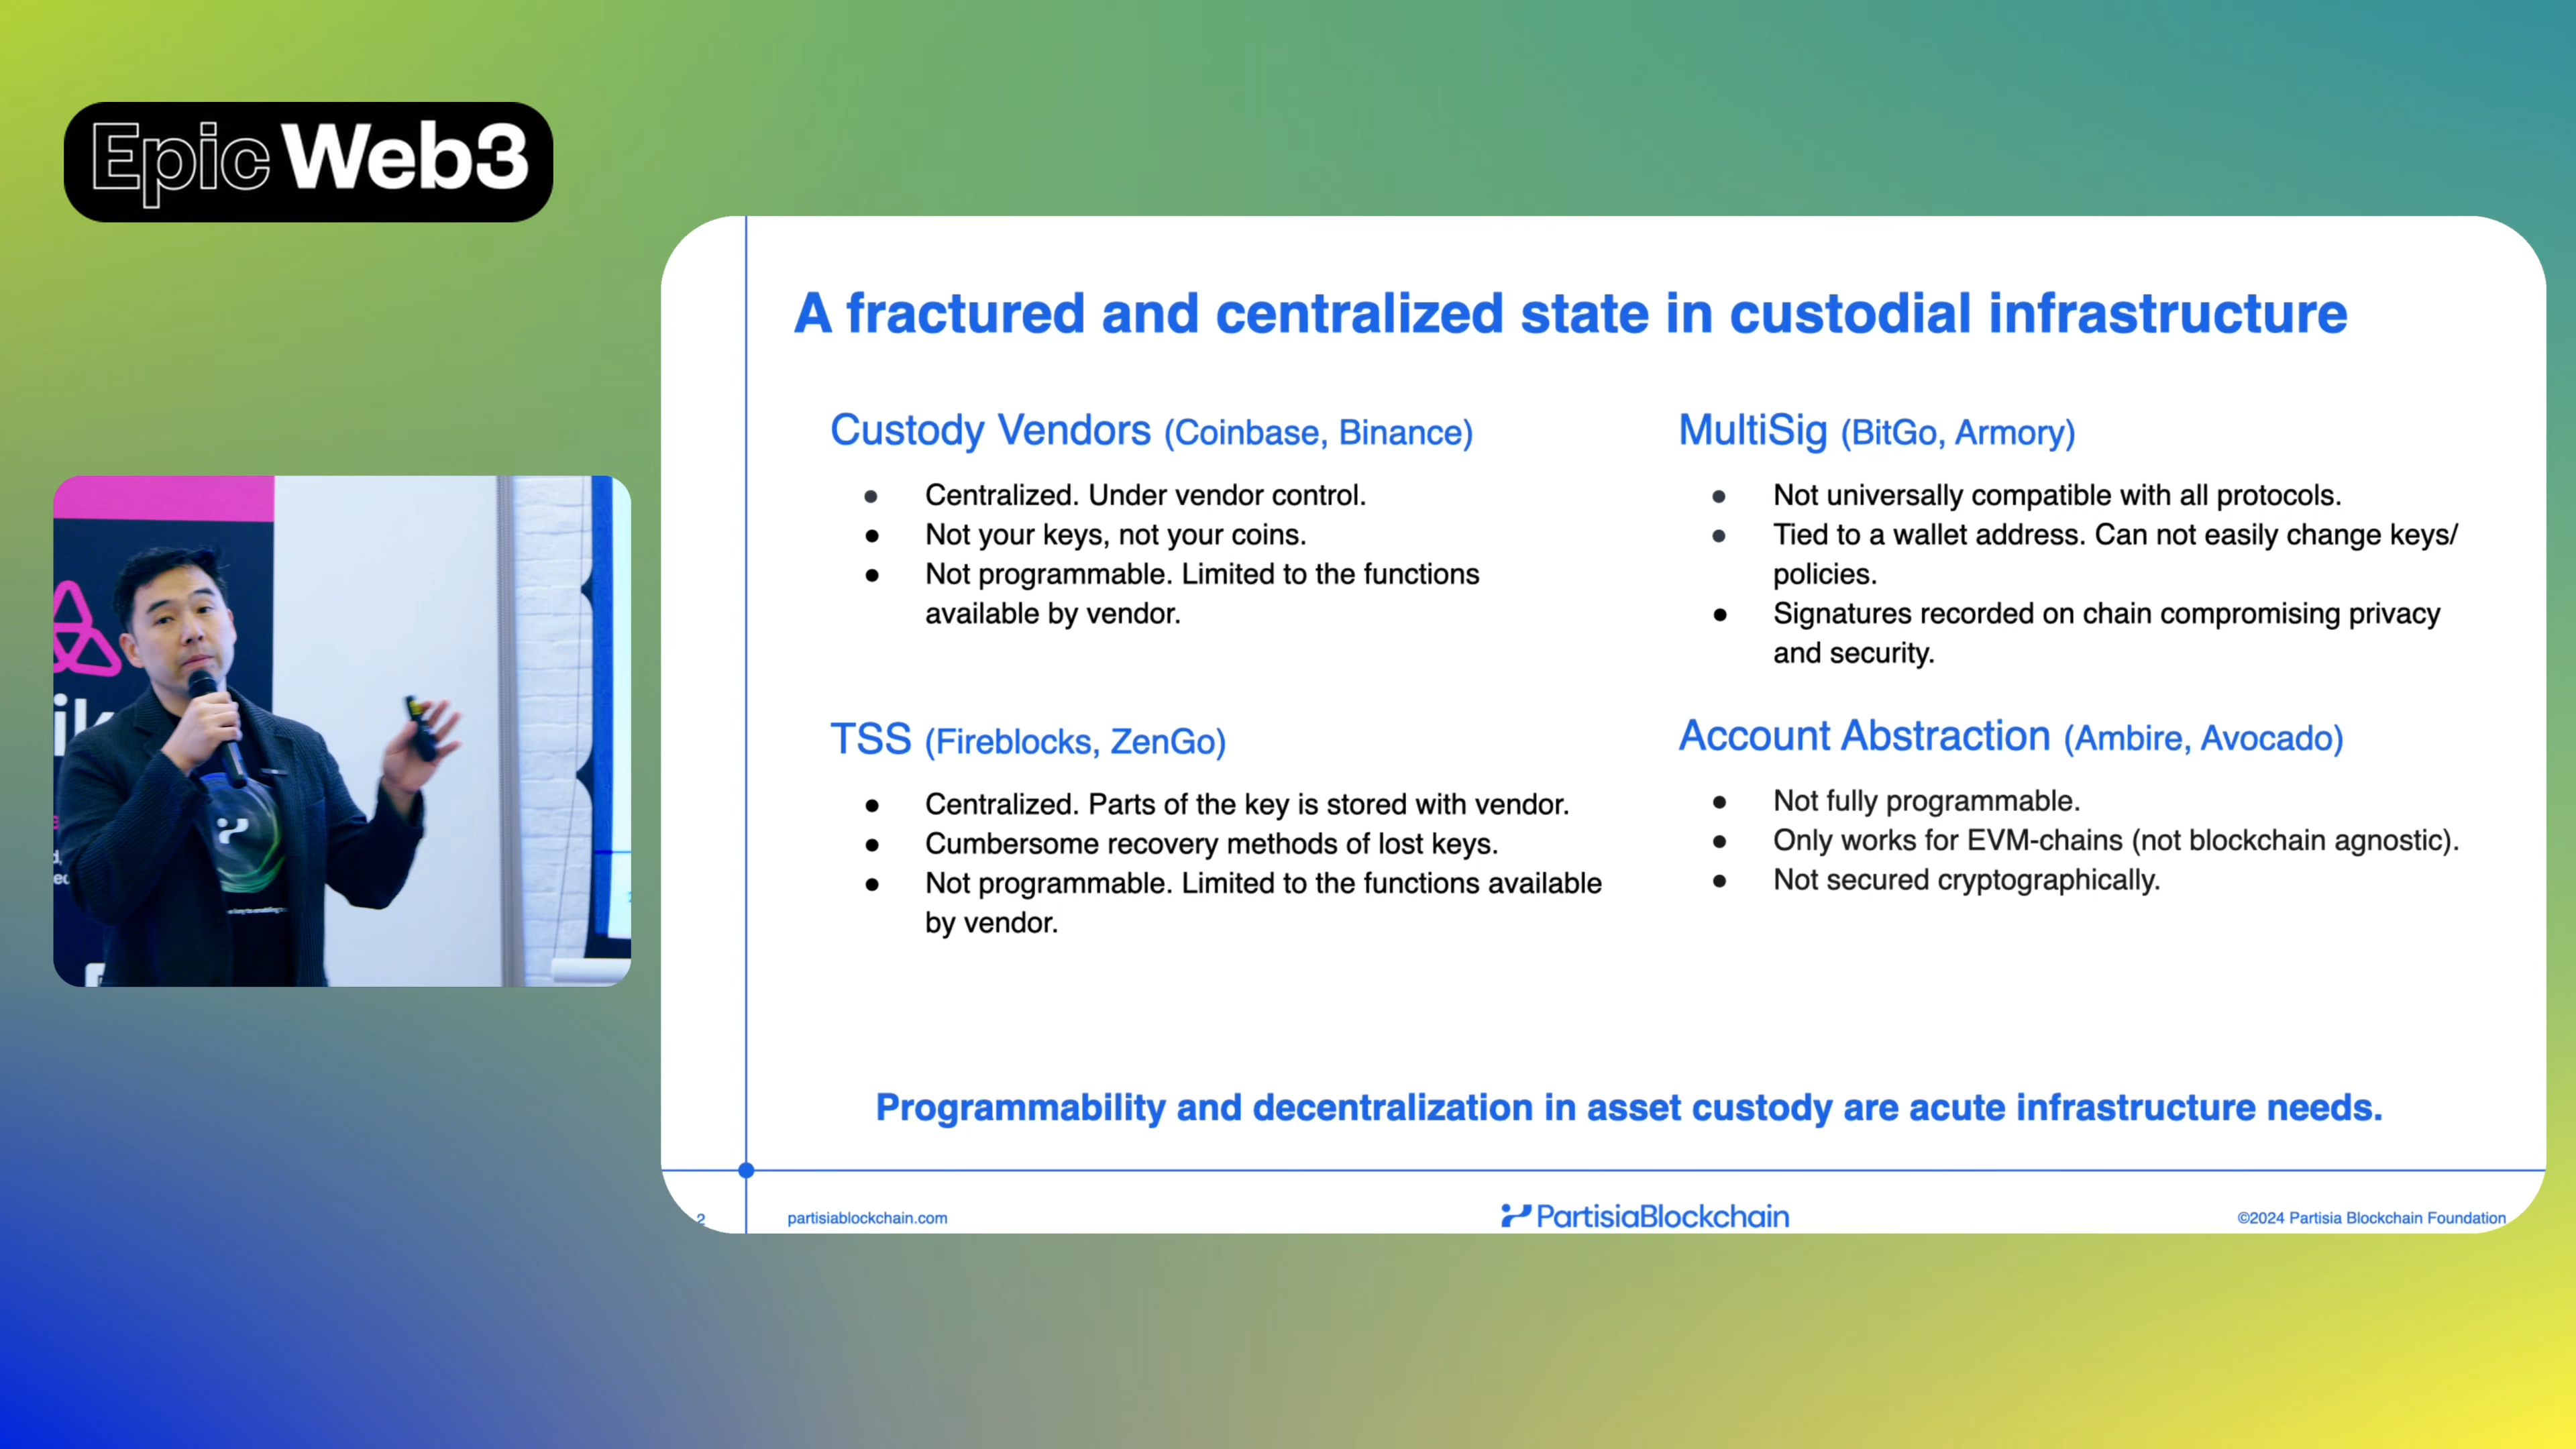 Epic Web3
A fractured and centralized state in custodial infrastructure
Custody Vendors (Coinbase, Binance)
● Centralized. Under vendor control.
● Not your keys, not your coins.
● Not programmable. Limited to the functions
available by vendor.
MultiSig (BitGo, Armory)
● Not universally compatible with all protocols.
● Tied to a wallet address. Can not easily change keys/
policies.
● Signatures recorded on chain compromising privacy
and security.
TSS (Fireblocks, ZenGo)
● Centralized. Parts of the key is stored with vendor.
● Cumbersome recovery methods of lost keys.
● Not programmable. Limited to the functions available
by vendor.
Account Abstraction (Ambire, Avocado)
● Not fully programmable.
● Only works for EVM-chains (not blockchain agnostic).
● Not secured cryptographically.
Programmability and decentralization in asset custody are acute infrastructure needs.
2
partisiablockchain.com
PartisiaBlockchain
©2024 Partisia Blockchain Foundation